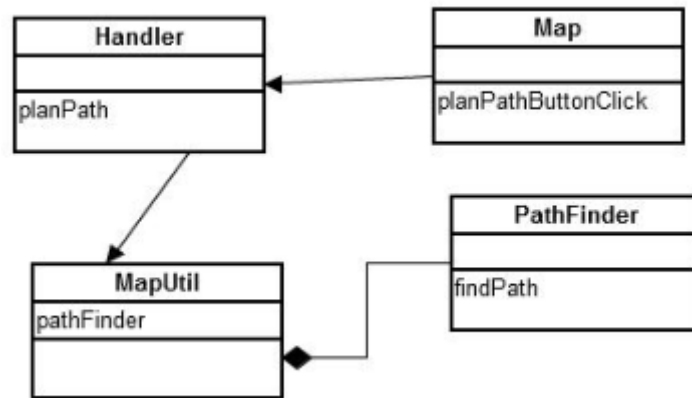 Handler
planPath
Map
planPathButtonClick
MapUtil
pathFinder
PathFinder
findPath